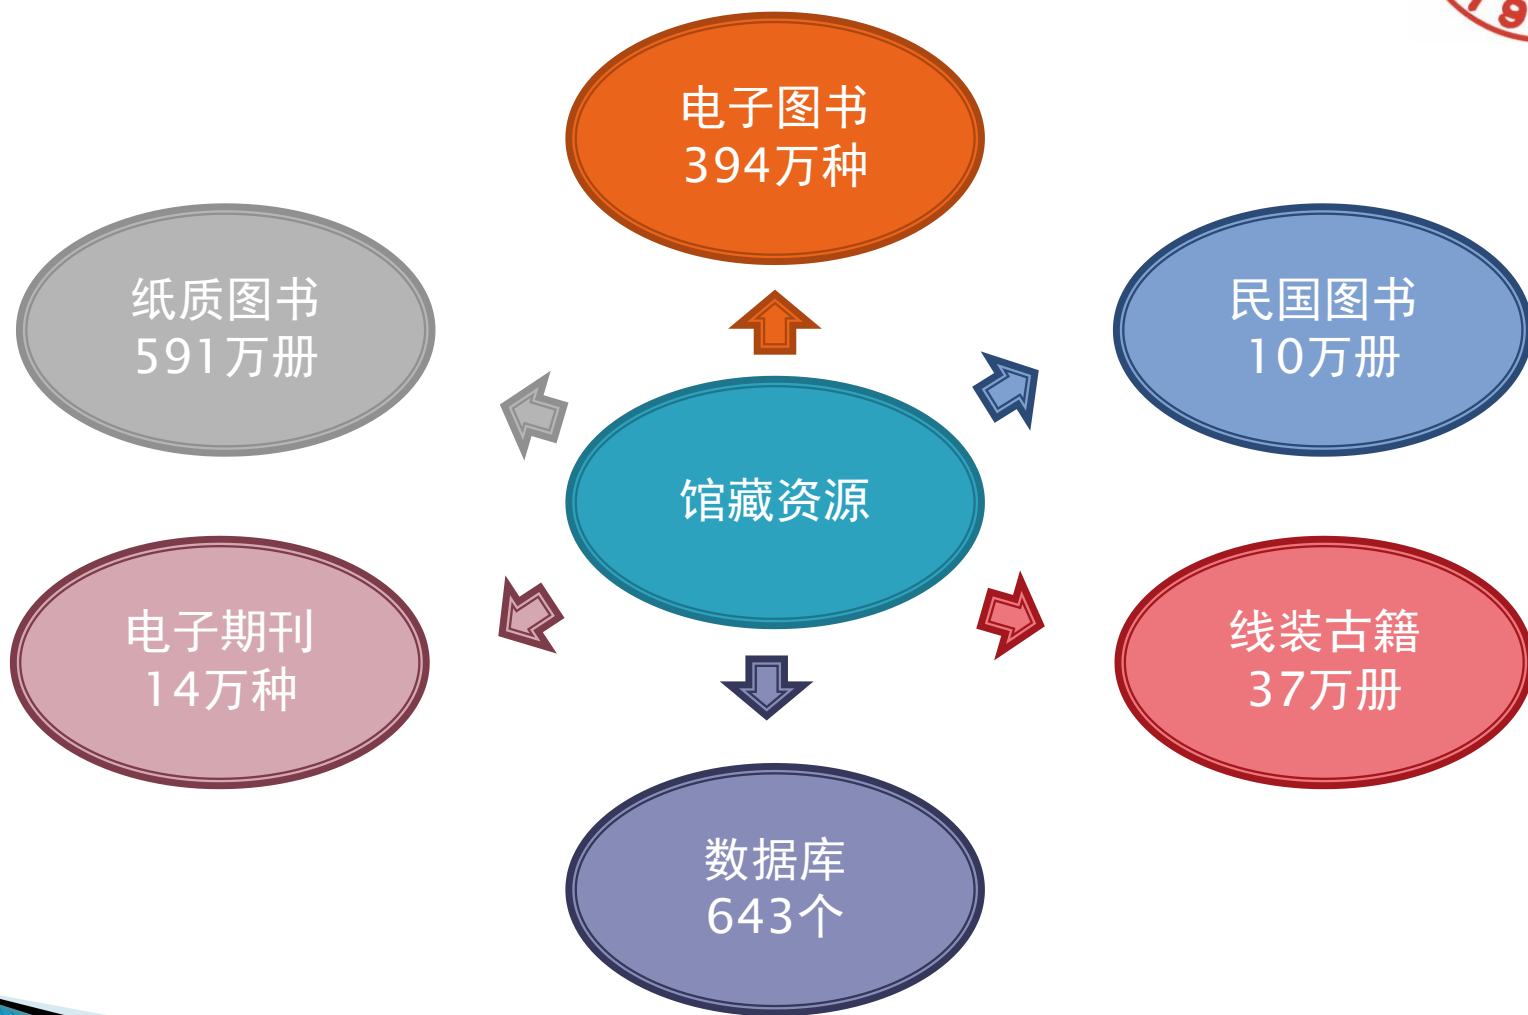 电子图书
394万种
纸质图书
591万册
民国图书
10万册
馆藏资源
电子期刊
14万种
线装古籍
37万册
数据库
643个